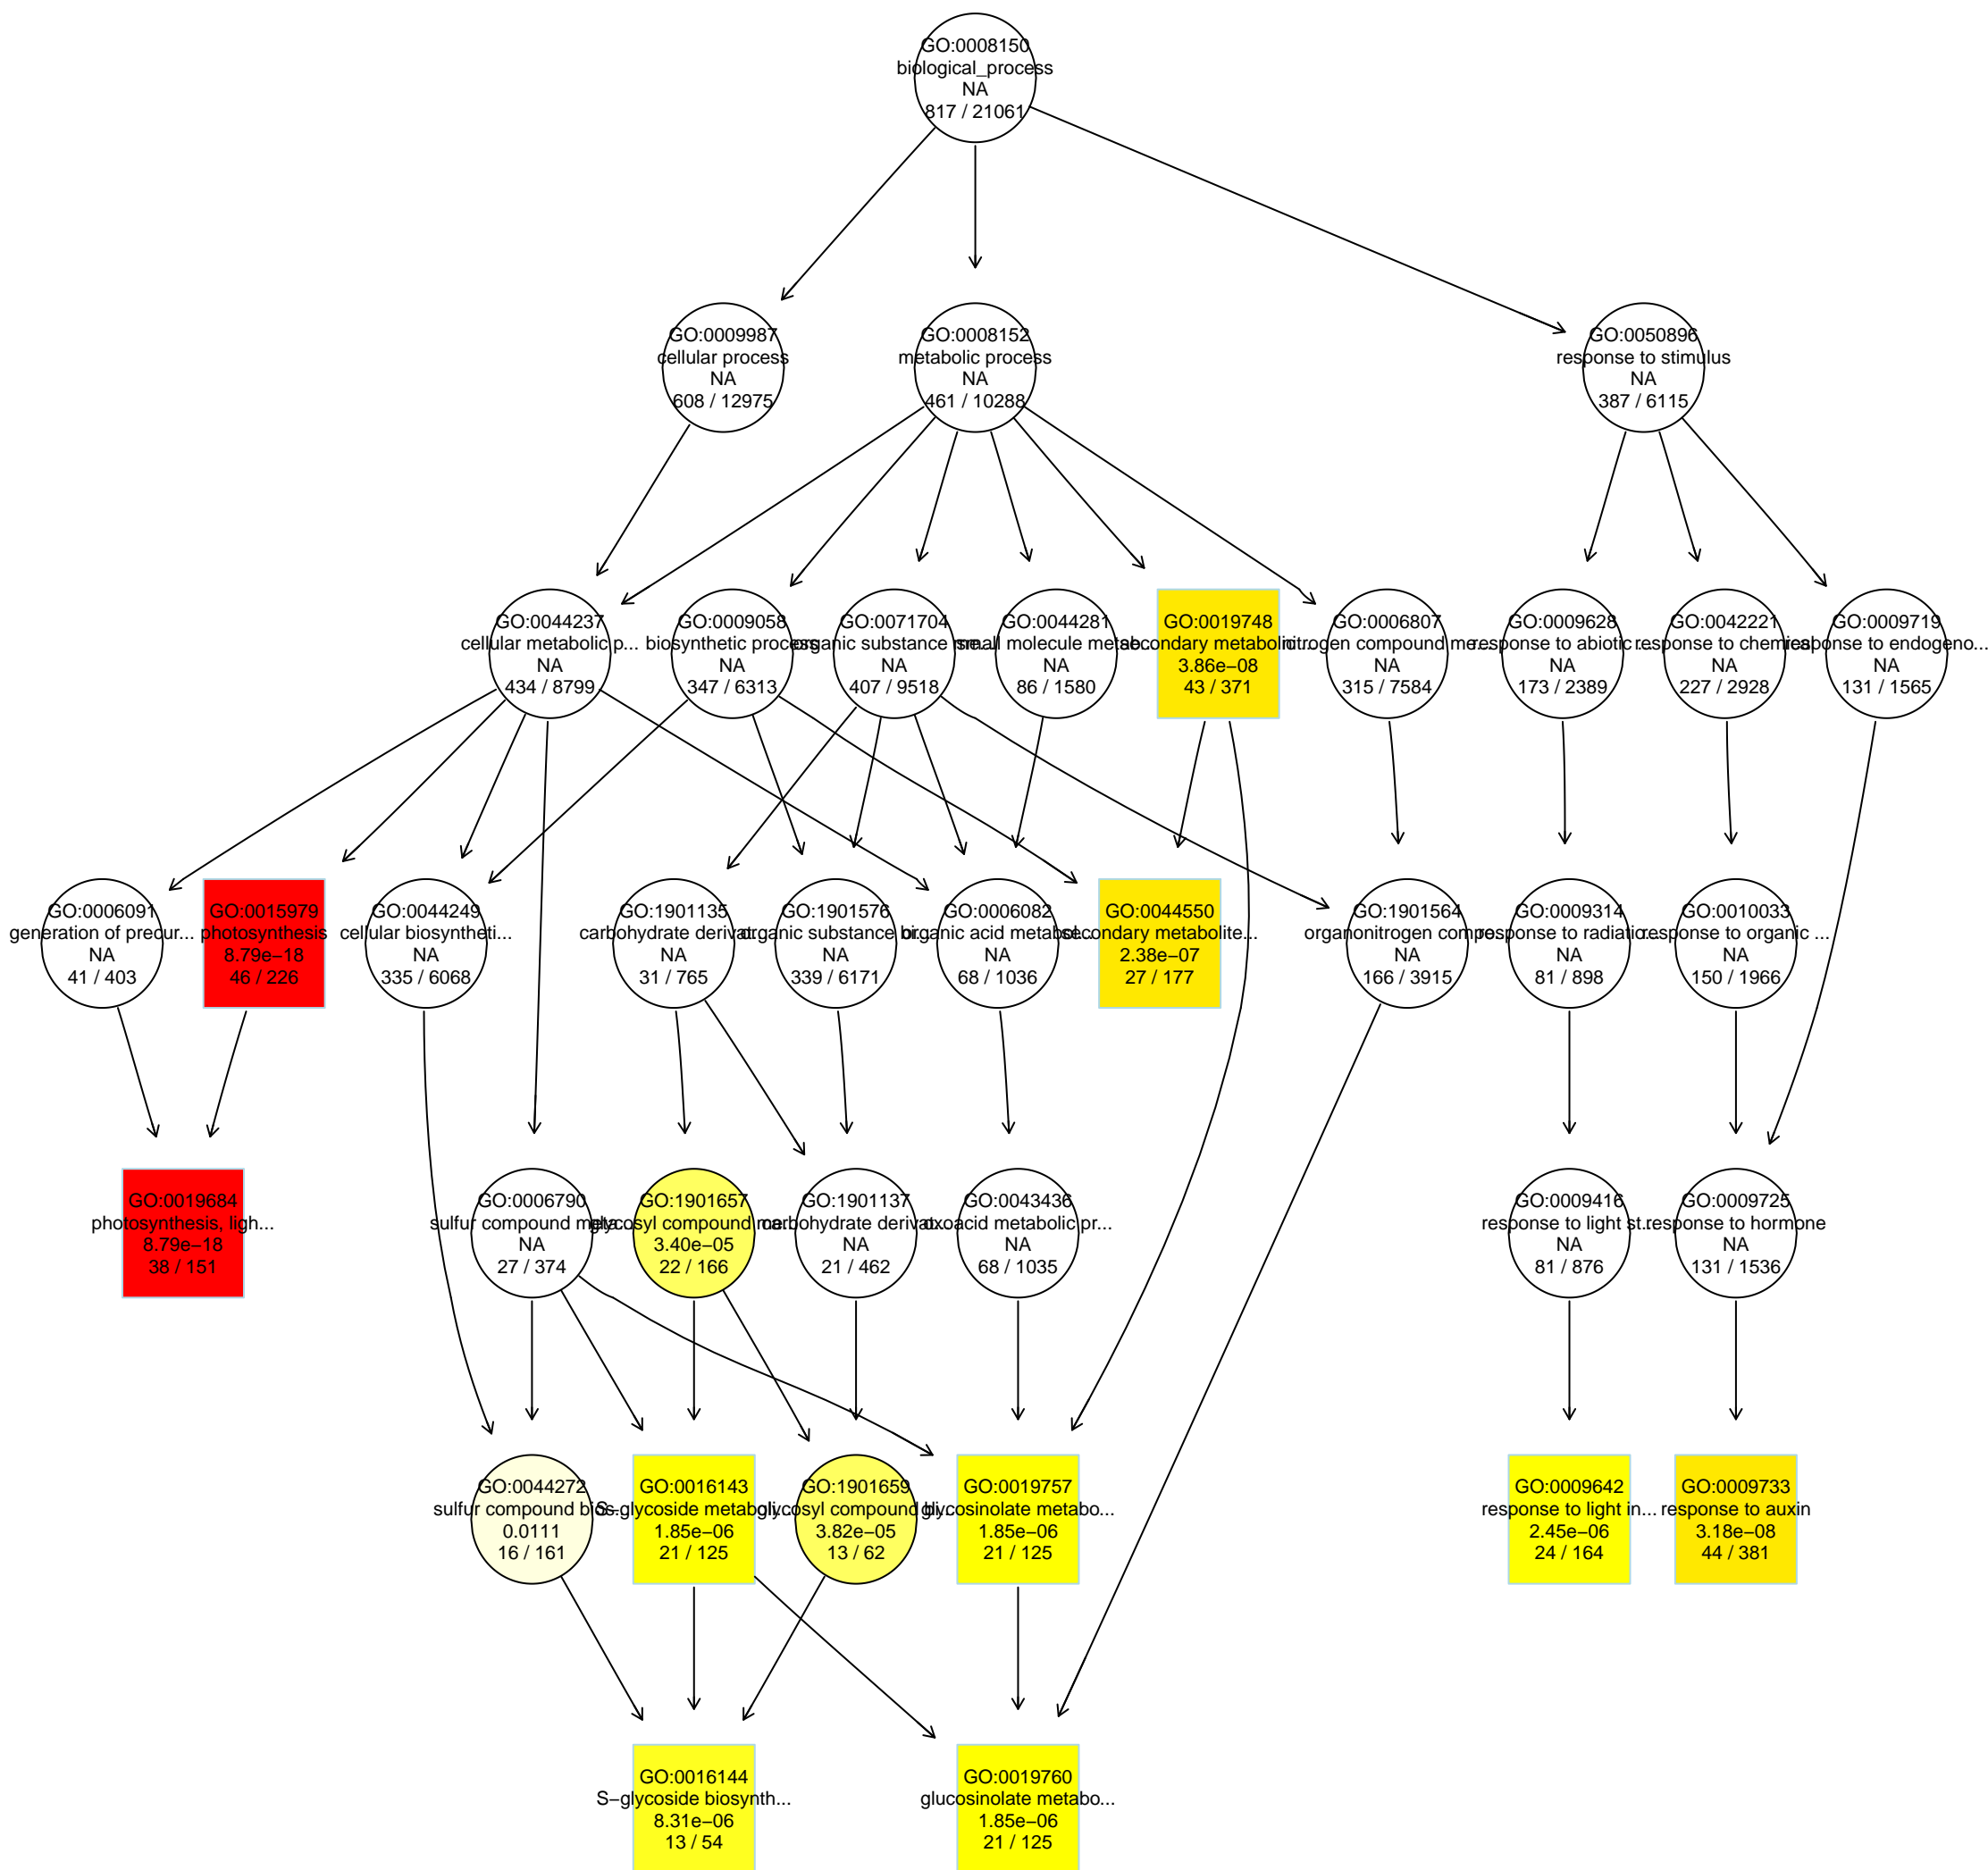 GO:0008150
biological_process
NA
817 / 21061
GO:0009987
cellular process
NA
608 / 12975
GO:0008152
metabolic process
NA
461 / 10288
GO:0050896
response to stimulus
NA
387 / 6115
GO:0044237
cellular metabolic p...
NA
434 / 8799
GO:0009058
biosynthetic process
NA
347 / 6313
GO:0071704
organic substance me...
NA
407 / 9518
GO:0044281
small molecule metabo...
NA
86 / 1580
GO:0019748
secondary metabolic ...
3.86e−08
43 / 371
GO:0006807
nitrogen compound me...
NA
315 / 7584
GO:0009628
response to abiotic ...
NA
173 / 2389
GO:0042221
response to chemical
NA
227 / 2928
GO:0009719
response to endogeno...
NA
131 / 1565
GO:0006091
generation of precur...
NA
41 / 403
GO:0015979
photosynthesis
8.79e−18
46 / 226
GO:0044249
cellular biosyntheti...
NA
335 / 6068
GO:1901135
carbohydrate derivat...
NA
31 / 765
GO:1901576
organic substance bi...
NA
339 / 6171
GO:0006082
organic acid metabol...
NA
68 / 1036
GO:0044550
secondary metabolite...
2.38e−07
27 / 177
GO:1901564
organonitrogen compo...
NA
166 / 3915
GO:0009314
response to radiatio...
NA
81 / 898
GO:0010033
response to organic ...
NA
150 / 1966
GO:0019684
photosynthesis, ligh...
8.79e−18
38 / 151
GO:0006790
sulfur compound meta...
NA
27 / 374
GO:1901657
glycosyl compound me...
3.40e−05
22 / 166
GO:1901137
carbohydrate derivat...
NA
21 / 462
GO:0043436
oxoacid metabolic pr...
NA
68 / 1035
GO:0009416
response to light st...
NA
81 / 876
GO:0009725
response to hormone
NA
131 / 1536
GO:0044272
sulfur compound bios...
0.0111
16 / 161
GO:0016143
S−glycoside metaboli...
1.85e−06
21 / 125
GO:1901659
glycosyl compound bi...
3.82e−05
13 / 62
GO:0019757
glycosinolate metabo...
1.85e−06
21 / 125
GO:0009642
response to light in...
2.45e−06
24 / 164
GO:0009733
response to auxin
3.18e−08
44 / 381
GO:0016144
S−glycoside biosynth...
8.31e−06
13 / 54
GO:0019760
glucosinolate metabo...
1.85e−06
21 / 125